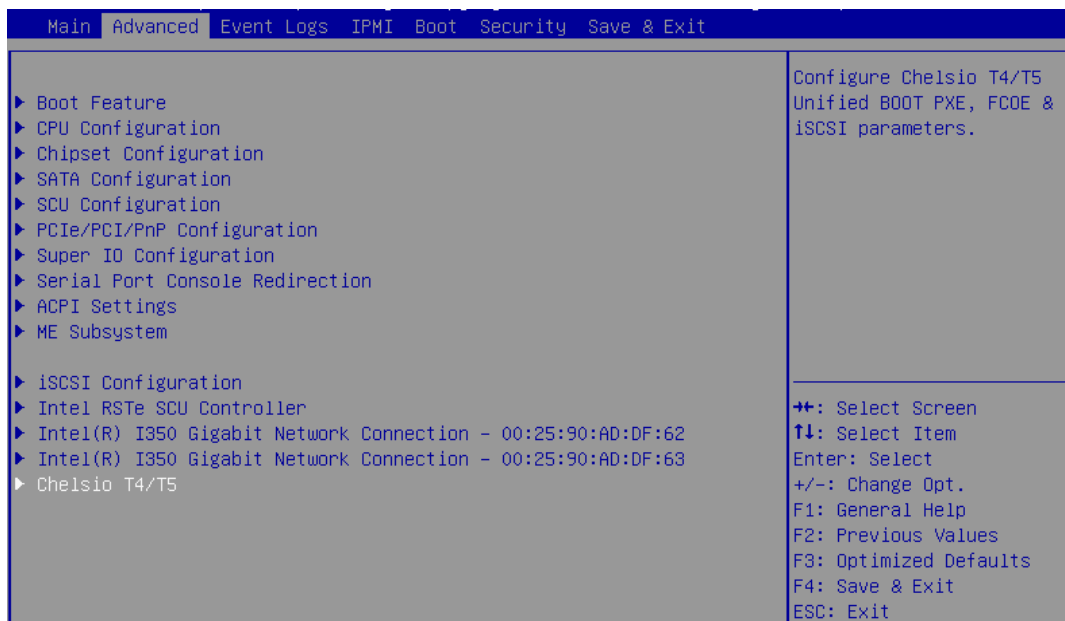 Main Advanced Event Logs IPMI Boot Security Save & Exit
Boot Feature
CPU Configuration
Chipset Configuration
SATA Configuration
SCU Configuration
PCIe/PCI/PnP Configuration
Super IO Configuration
Serial Port Console Redirection
ACPI Settings
ME Subsystem
iSCSI Configuration
Intel RSTe SCU Controller
Intel(R) I350 Gigabit Network Connection - 00:25:90:AD:DF:62
Intel(R) I350 Gigabit Network Connection - 00:25:90:AD:DF:63
Chelsio T4/T5
Configure Chelsio T4/T5
Unified BOOT PXE, FCOE &
iSCSI parameters.
→←: Select Screen
↑↓: Select Item
Enter: Select
+/-: Change Opt.
F1: General Help
F2: Previous Values
F3: Optimized Defaults
F4: Save & Exit
ESC: Exit